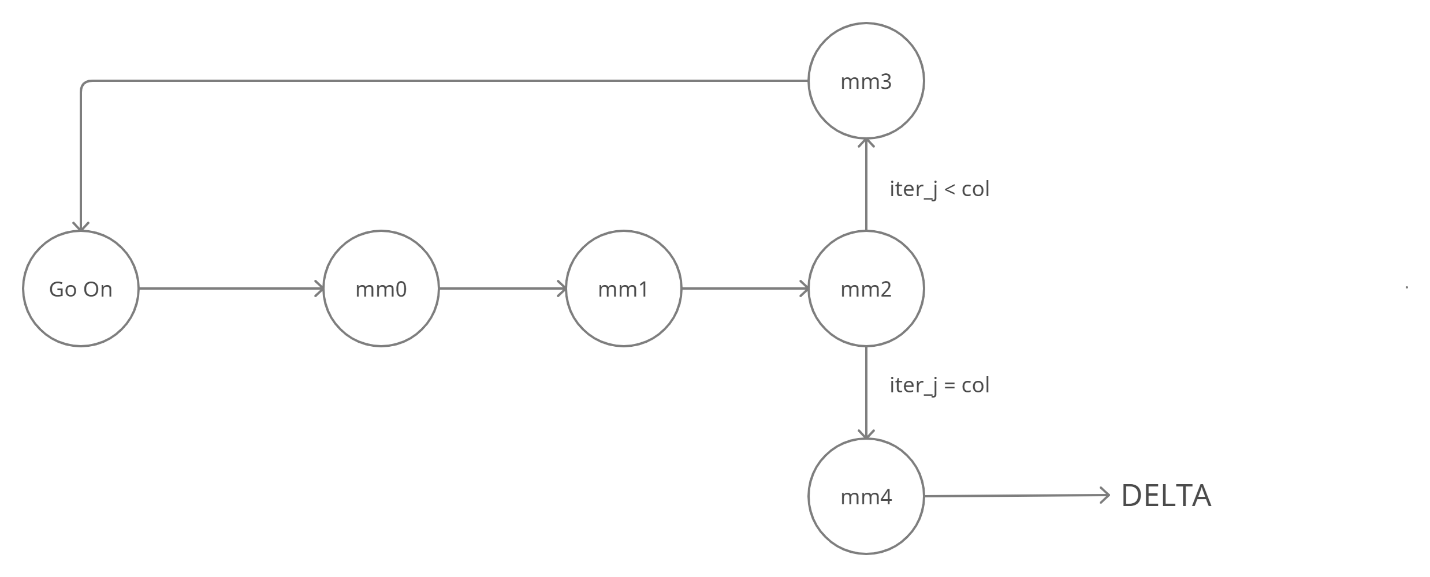 mm3
iter_j < col
Go On
mm0
mm1
mm2
iter_j = col
mm4
DELTA